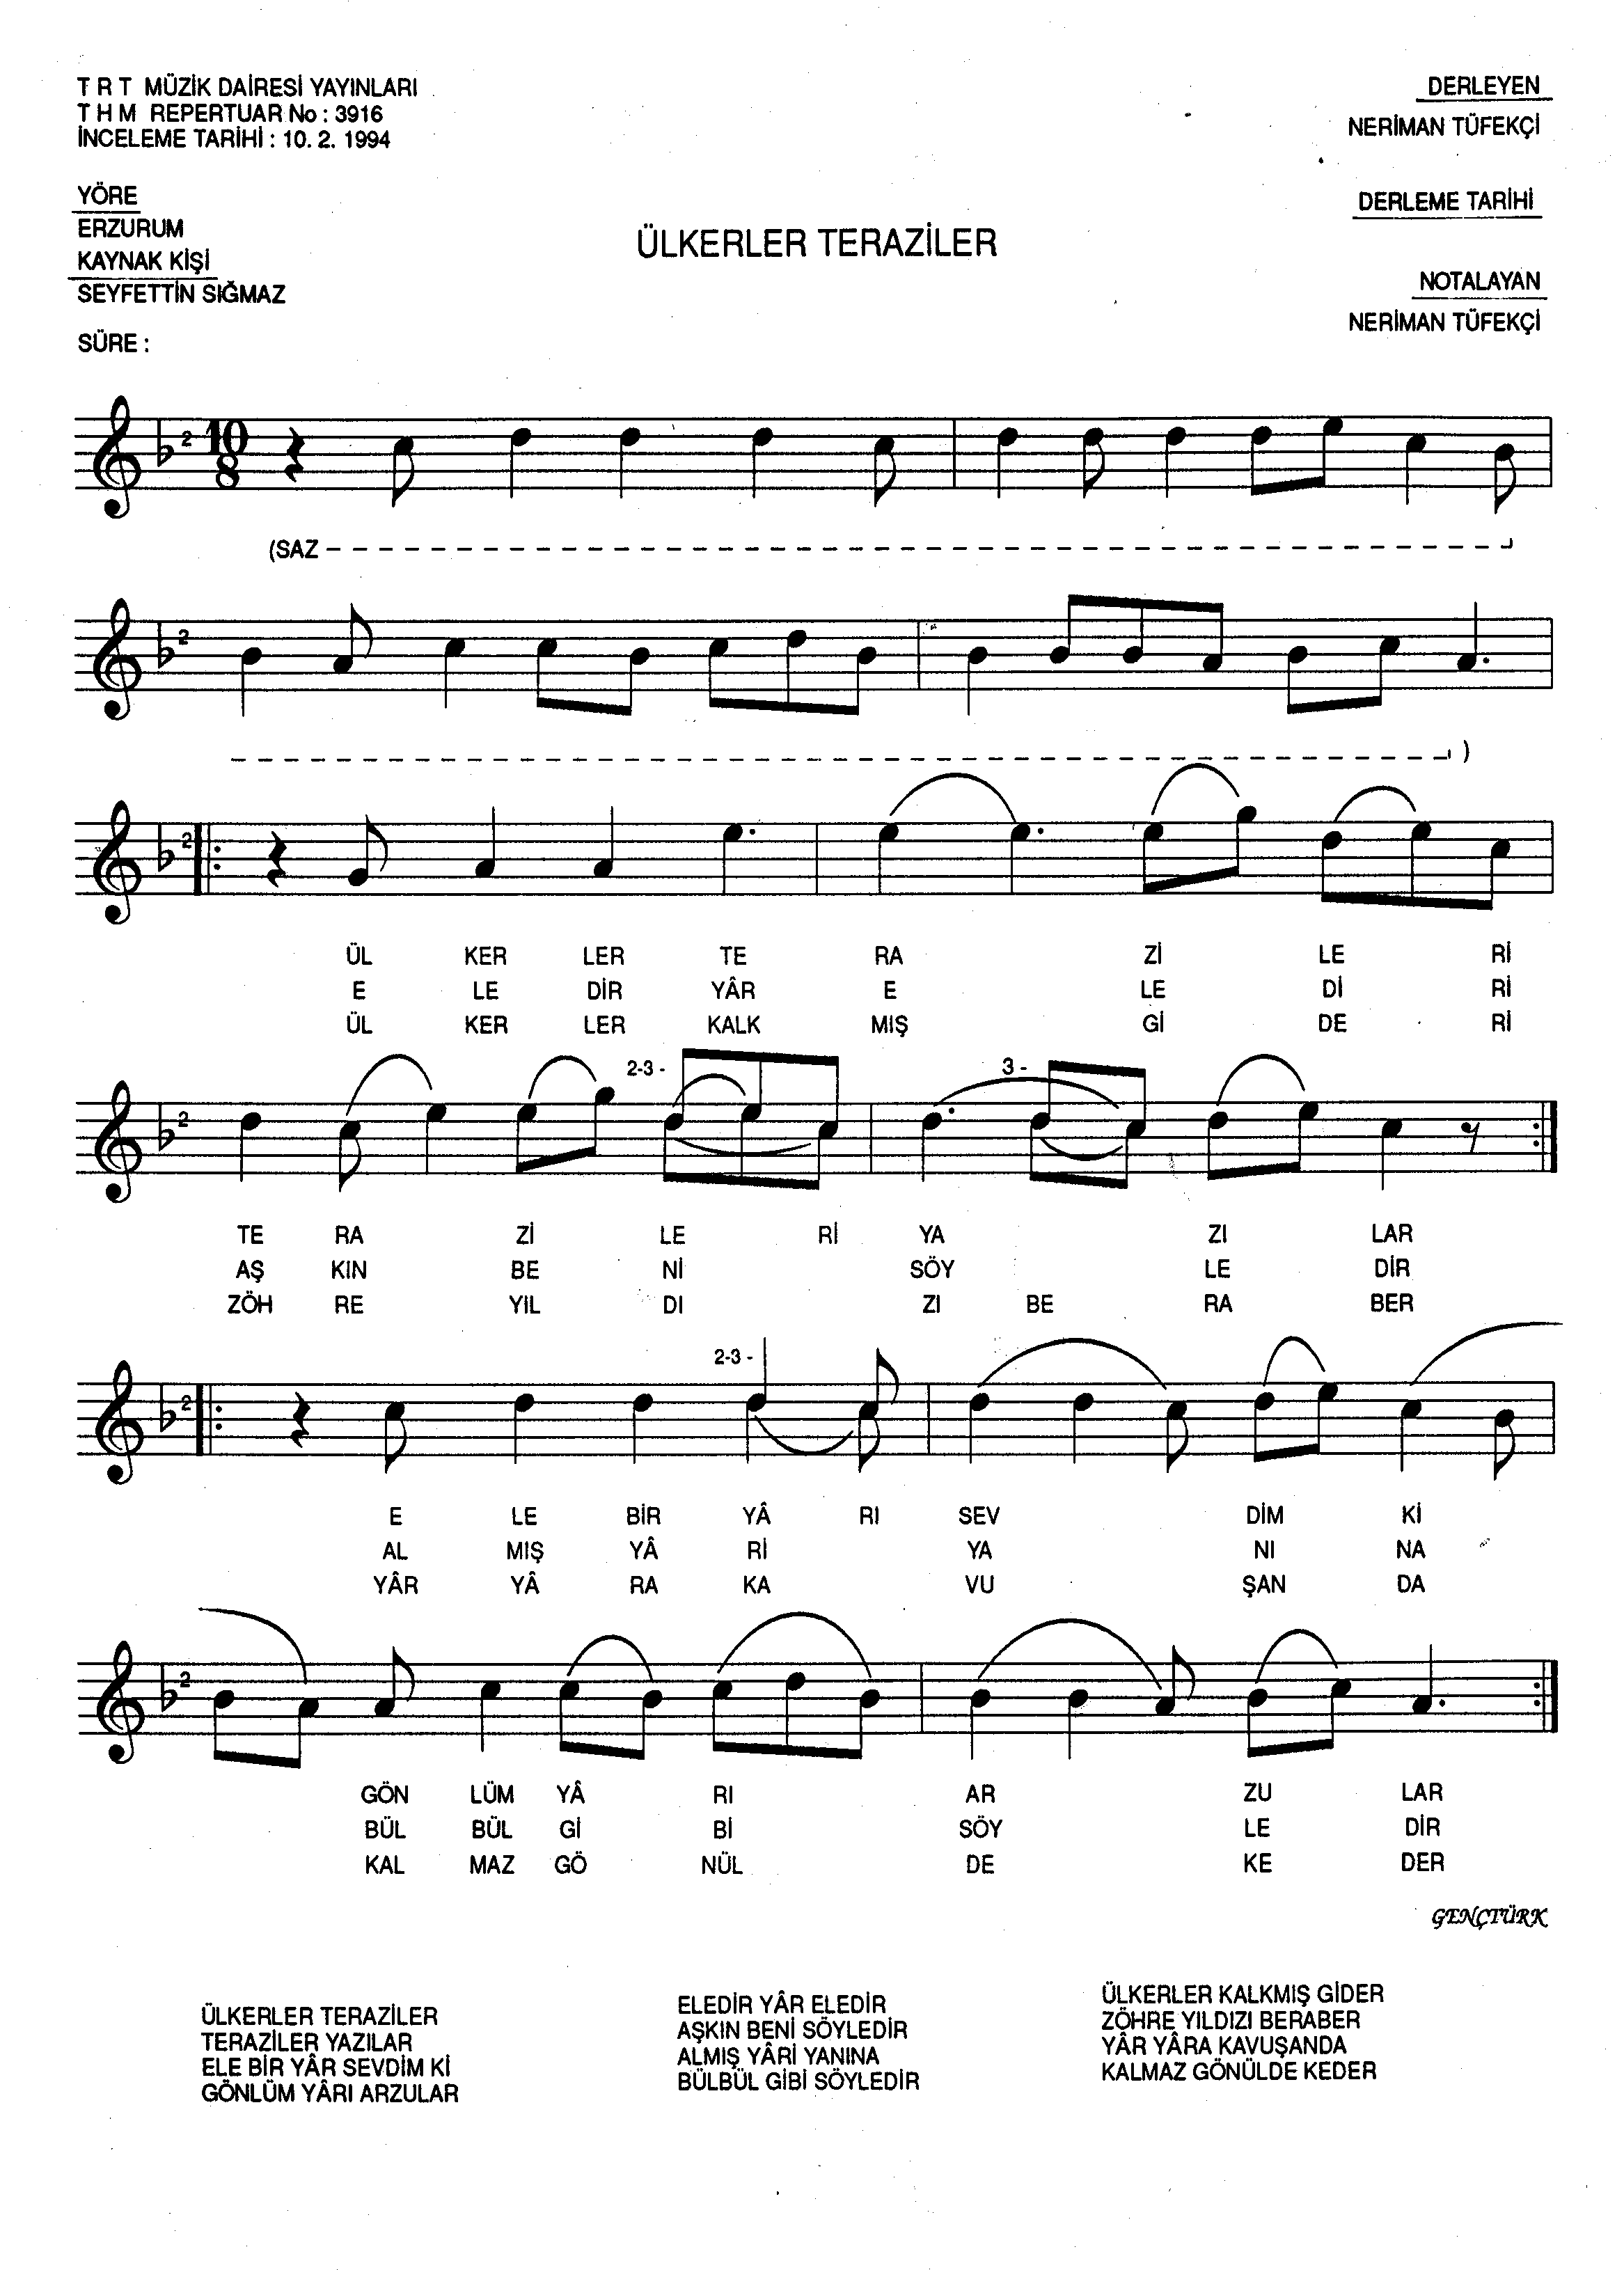 T R T MÜZİK DAİRESİ YAYINLARI
T H M REPERTUAR No : 3916
İNCELEME TARİHİ : 10. 2. 1994
DERLEYEN
NERİMAN TÜFEKÇİ
YÖRE
ERZURUM
KAYNAK KİŞİ
SEYFETTİN SIĞMAZ
SÜRE :
ÜLKERLER TERAZİLER
DERLEME TARİHİ
NOTALAYAN
NERİMAN TÜFEKÇİ
2 10 8
(SAZ
2
)
2
ÜL KER LER TE RA Zİ LE Rİ
E LE DİR YÂR E LE Dİ Rİ
ÜL KER LER KALK MIŞ Gİ DE Rİ
2 2-3 - 3 -
TE RA Zİ LE Rİ YA ZI LAR
AŞ KIN BE Nİ SÖY LE DİR
ZÖH RE YIL DI ZI BE RA BER
2 2-3 -
E LE BİR YÂ RI SEV DİM Kİ
AL MIŞ YÂ Rİ YA NI NA
YÂR YÂ RA KA VU ŞAN DA
2
GÖN LÜM YÂ RI AR ZU LAR
BÜL BÜL Gİ Bİ SÖY LE DİR
KAL MAZ GÖ NÜL DE KE DER
GENÇTÜRK
ÜLKERLER TERAZİLER
TERAZİLER YAZILAR
ELE BİR YÂR SEVDİM Kİ
GÖNLÜM YÂRI ARZULAR
ELEDİR YÂR ELEDİR
AŞKIN BENİ SÖYLEDİR
ALMIŞ YÂRİ YANINA
BÜLBÜL GİBİ SÖYLEDİR
ÜLKERLER KALKMIŞ GİDER
ZÖHRE YILDIZI BERABER
YÂR YÂRA KAVUŞANDA
KALMAZ GÖNÜLDE KEDER